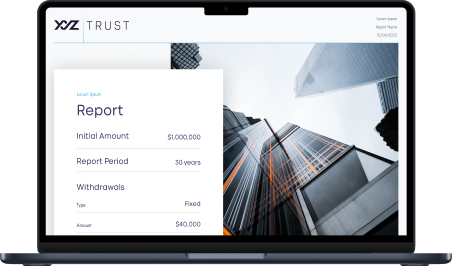 XYZ TRUST
Lorem Ipsum
Report Name
10/09/2022
Lorem Ipsum
Report
Initial Amount $1,000,000
Report Period 30 years
Withdrawals
Type Fixed
Amount $40,000